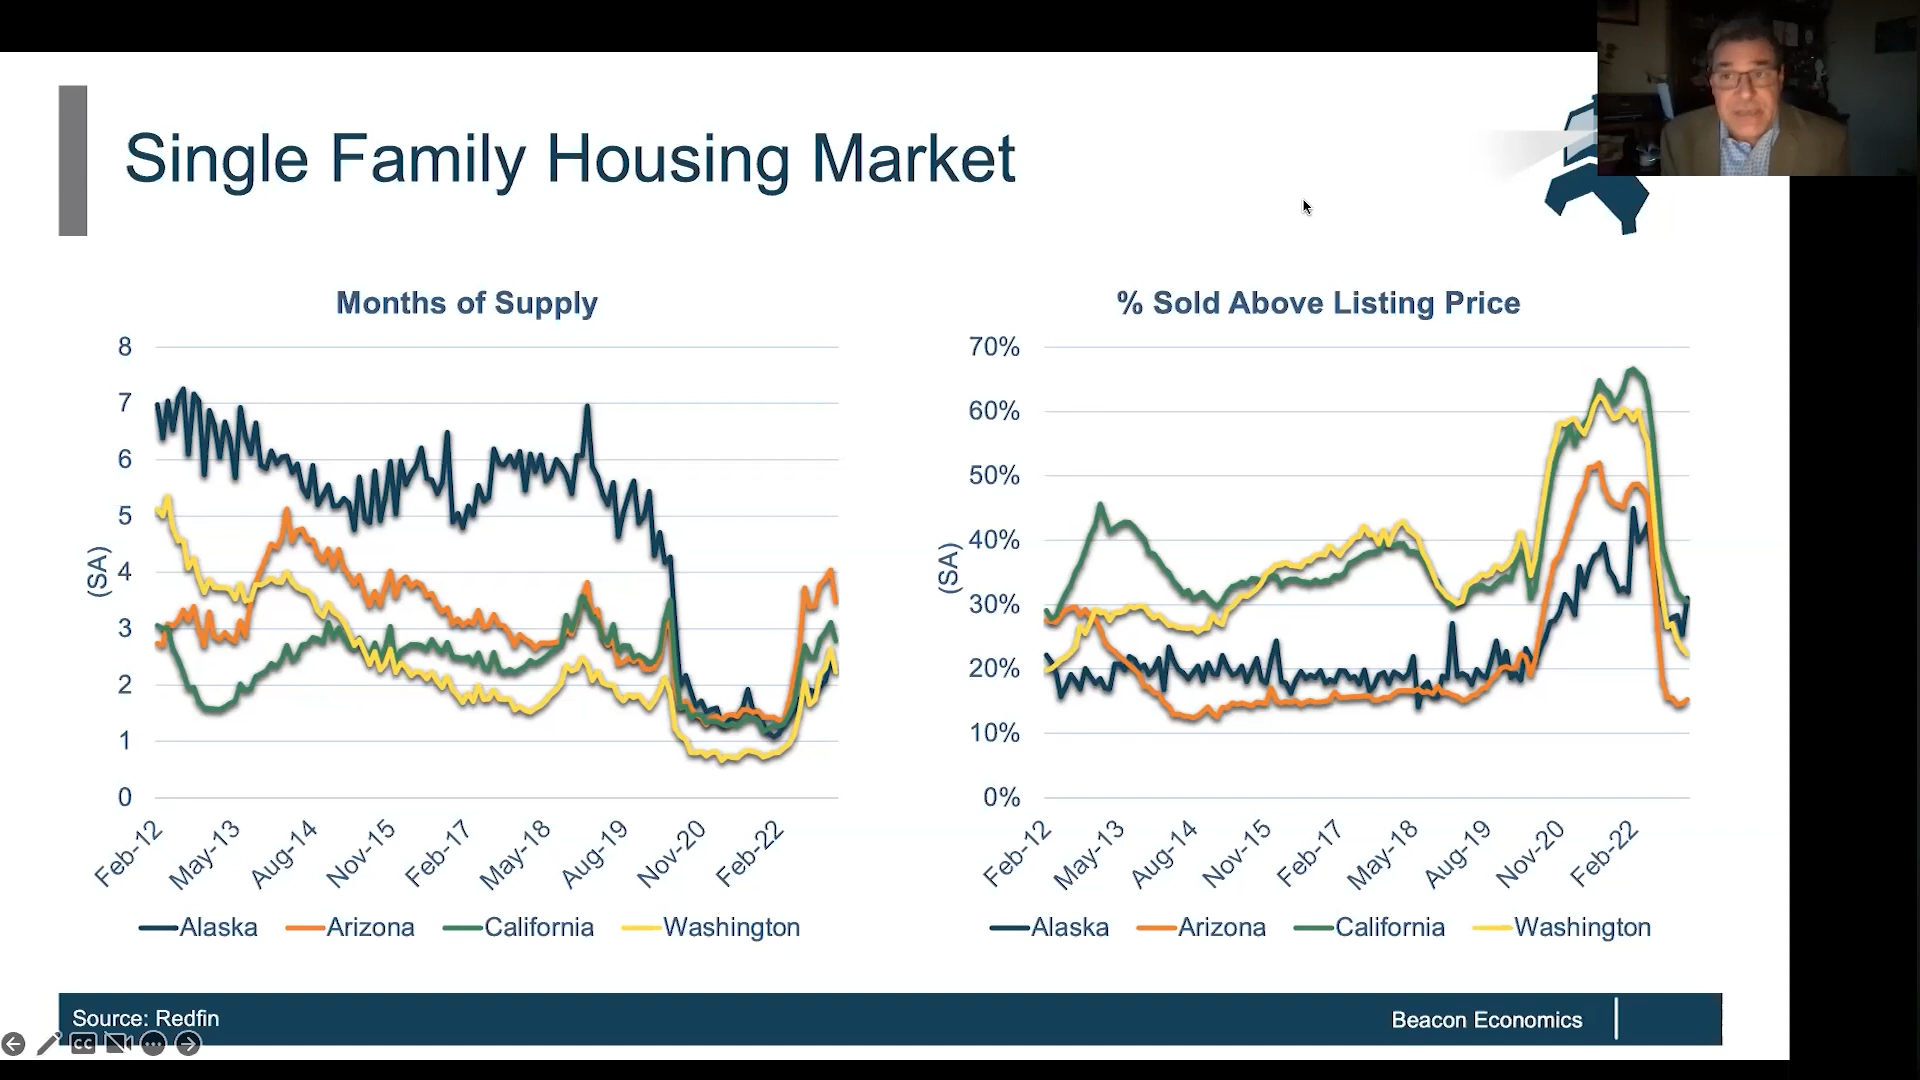 Single Family Housing Market
Months of Supply
8
7
6
5
4
3
2
1
0
(SA)
Feb-12
May-13
Aug-14
Nov-15
Feb-17
May-18
Aug-19
Nov-20
Feb-22
Alaska Arizona California Washington
% Sold Above Listing Price
70%
60%
50%
40%
30%
20%
10%
0%
(SA)
Feb-12
May-13
Aug-14
Nov-15
Feb-17
May-18
Aug-19
Nov-20
Feb-22
Alaska Arizona California Washington
Source: Redfin
Beacon Economics
CC